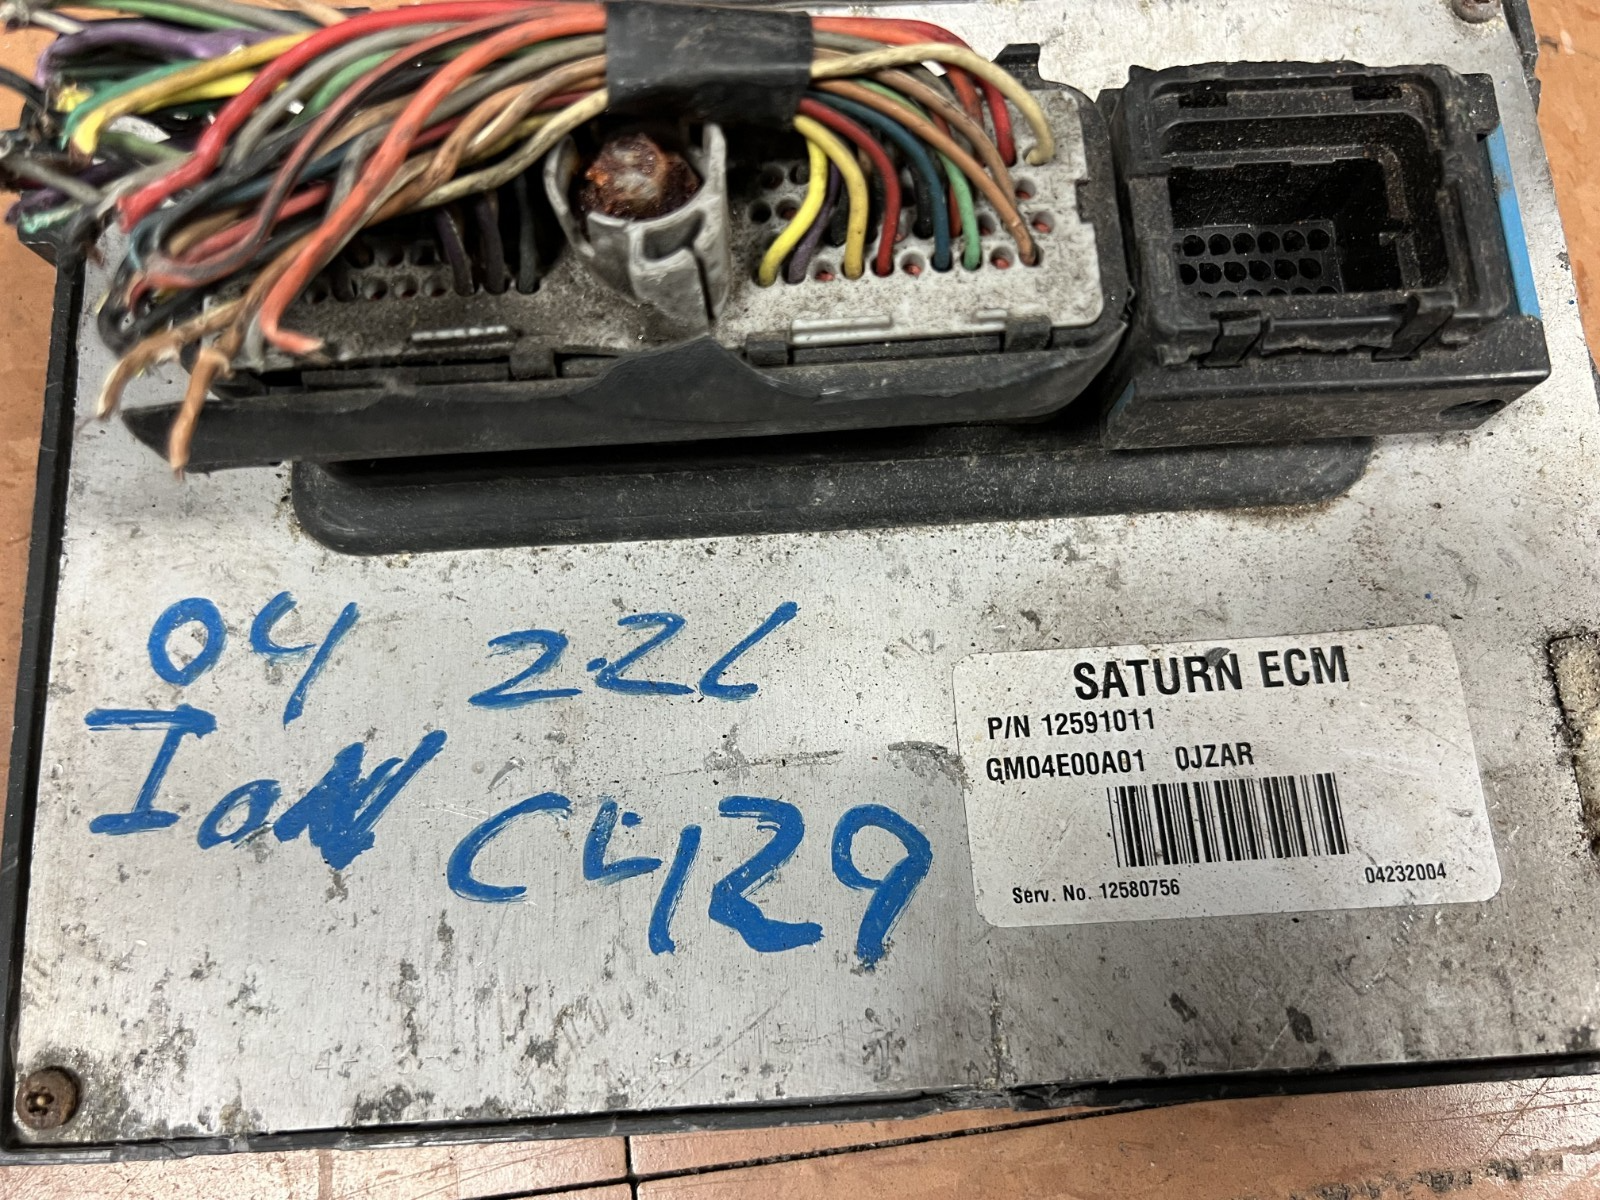 04 2.2L
Ion C429
SATURN ECM
P/N 12591011
GM04E00A01 0JZAR
Serv. No. 12580756 04232004